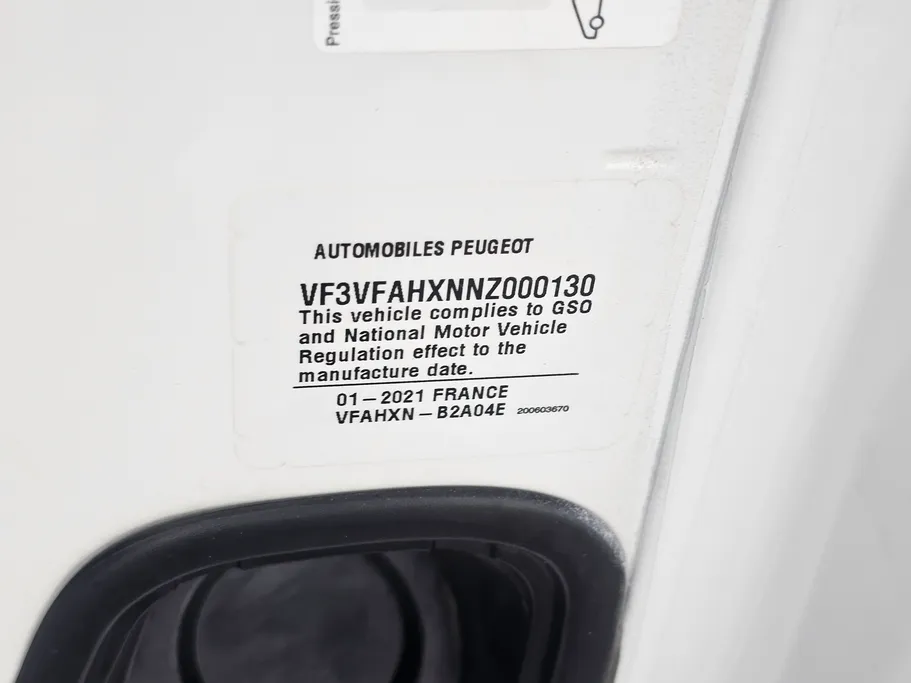 Pressi
AUTOMOBILES PEUGEOT
VF3VFAHXNNZ000130
This vehicle complies to GSO
and National Motor Vehicle
Regulation effect to the
manufacture date.
01-2021 FRANCE
VFAHXN-B2A04E 200603670